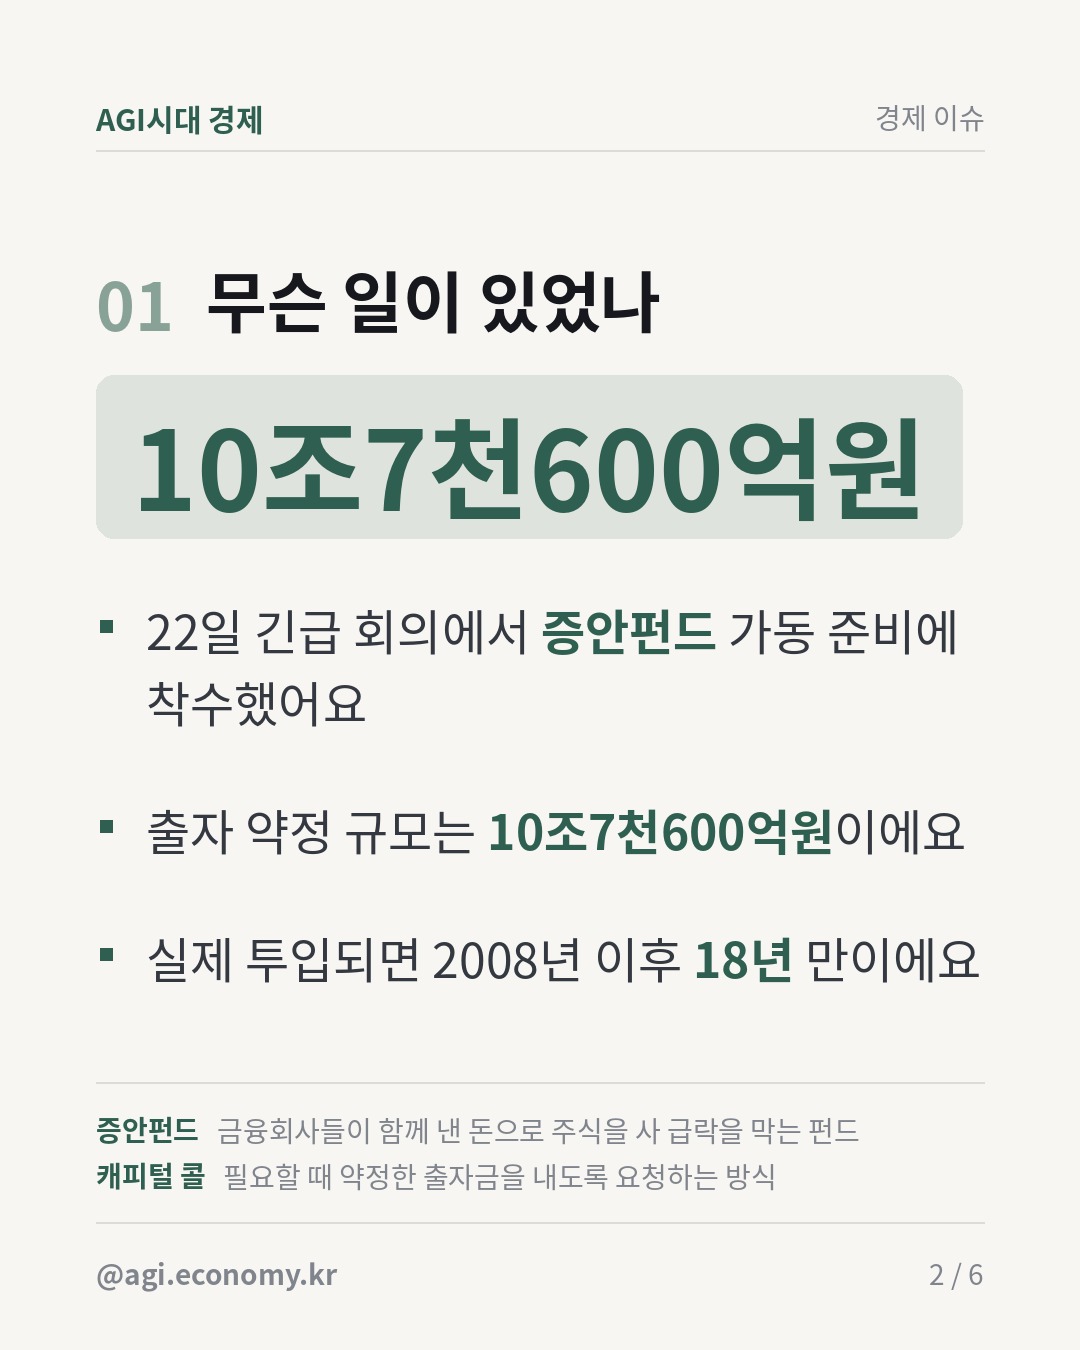 AGI시대 경제
경제 이슈
01 무슨 일이 있었나
10조7천600억원
▪ 22일 긴급 회의에서 증안펀드 가동 준비에
착수했어요
▪ 출자 약정 규모는 10조7천600억원이에요
▪ 실제 투입되면 2008년 이후 18년 만이에요
증안펀드 금융회사들이 함께 낸 돈으로 주식을 사 급락을 막는 펀드
캐피털 콜 필요할 때 약정한 출자금을 내도록 요청하는 방식
@agi.economy.kr
2 / 6